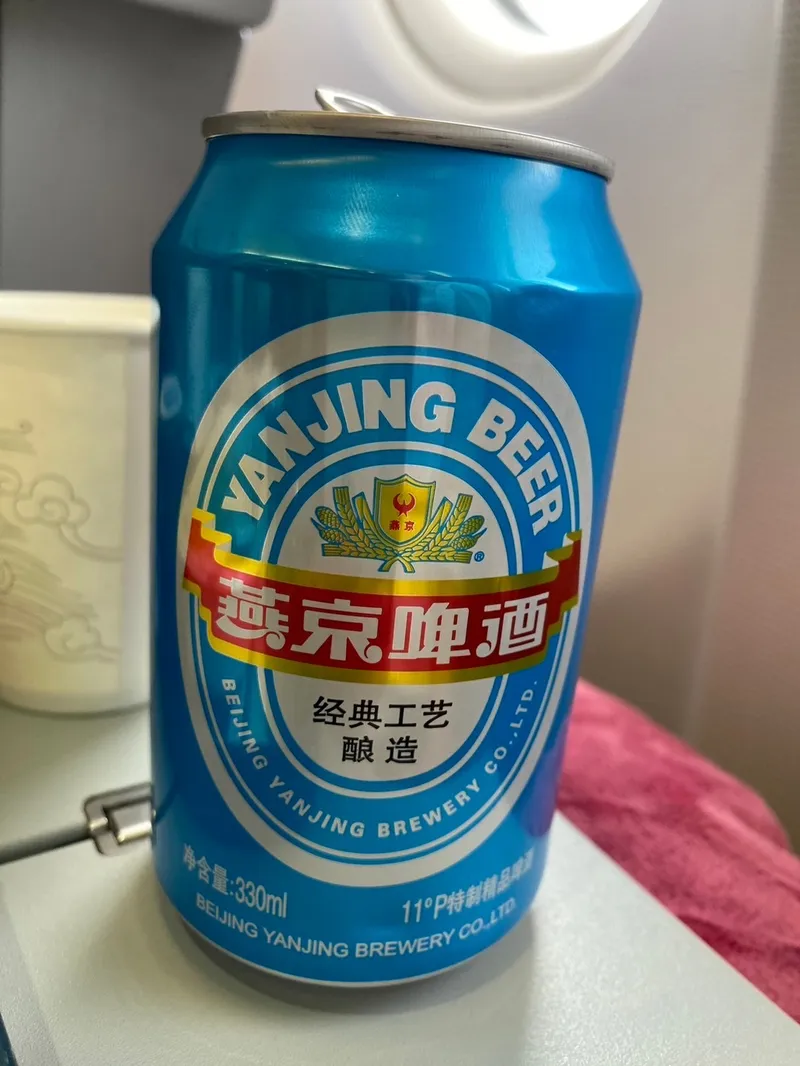 YANJING BEER
燕京
®
燕京啤酒
经典工艺
酿造
BEIJING YANJING BREWERY CO.,LTD.
净含量:330ml
11°P特制精品啤酒
BEIJING YANJING BREWERY CO.,LTD.